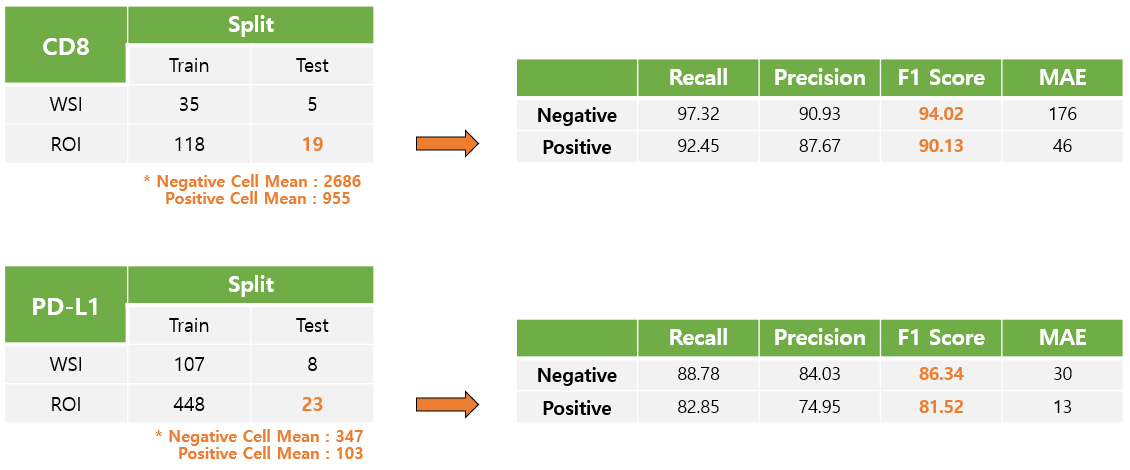 CD8 Split
Train Test
WSI 35 5
ROI 118 19
* Negative Cell Mean : 2686
Positive Cell Mean : 955
Recall Precision F1 Score MAE
Negative 97.32 90.93 94.02 176
Positive 92.45 87.67 90.13 46
PD-L1 Split
Train Test
WSI 107 8
ROI 448 23
* Negative Cell Mean : 347
Positive Cell Mean : 103
Recall Precision F1 Score MAE
Negative 88.78 84.03 86.34 30
Positive 82.85 74.95 81.52 13